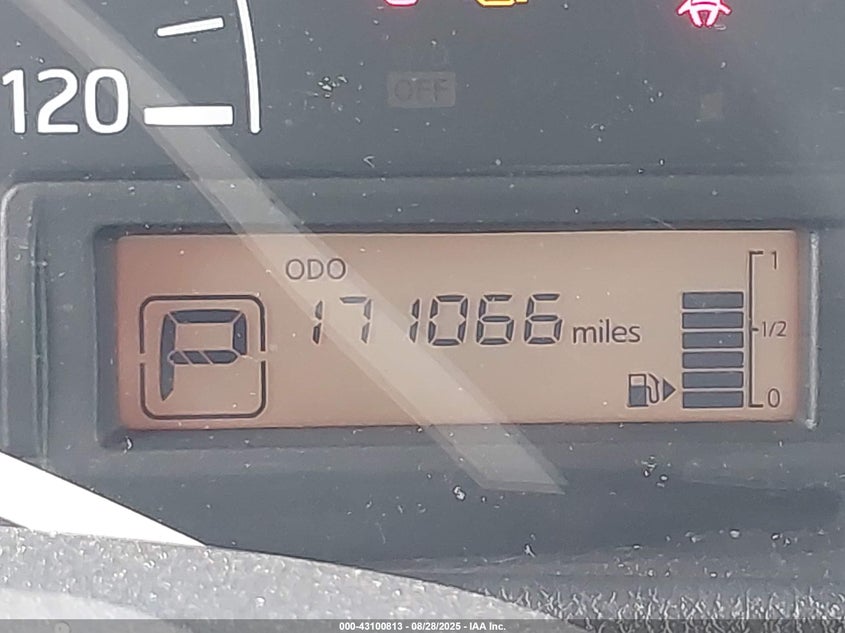 120
OFF
ODO
171066 miles
P
1
1/2
0
000-43100813 - 08/28/2025 - IAA Inc.